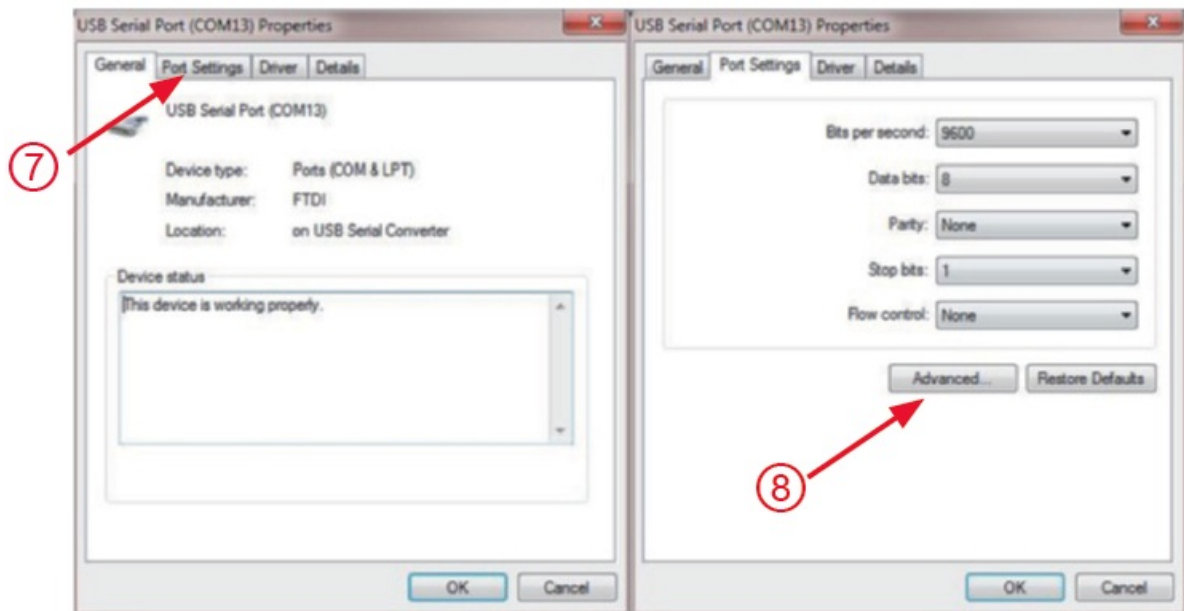 USB Serial Port (COM13) Properties
General Port Settings Driver Details
USB Serial Port (COM13)
7
Device type: Ports (COM & LPT)
Manufacturer: FTDI
Location: on USB Serial Converter
Device status
This device is working properly.
OK Cancel
USB Serial Port (COM13) Properties
General Port Settings Driver Details
Bits per second: 9600
Data bits: 8
Parity: None
Stop bits: 1
Flow control: None
Advanced... Restore Defaults
8
OK Cancel